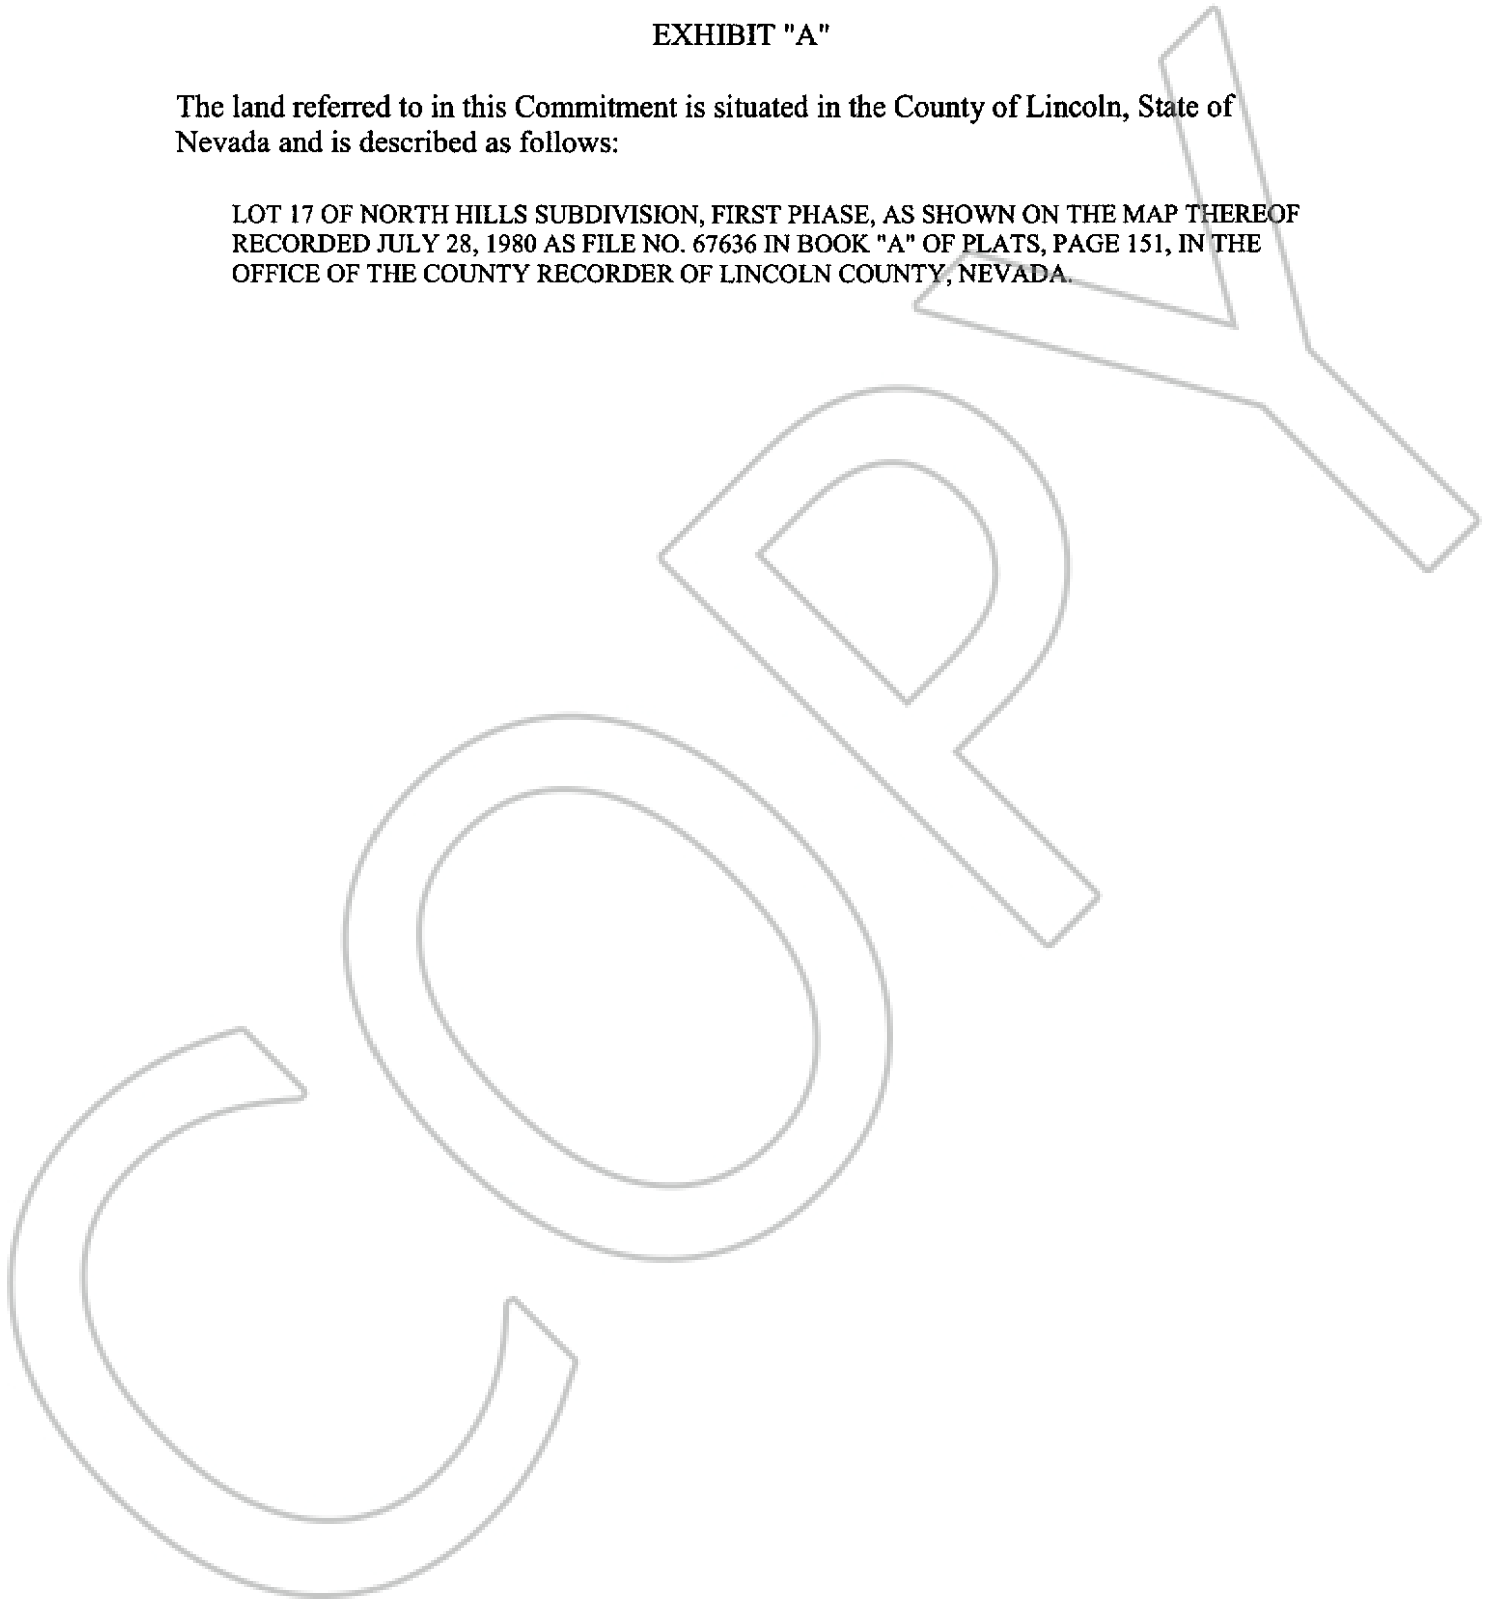 EXHIBIT "A"
The land referred to in this Commitment is situated in the County of Lincoln, State of
Nevada and is described as follows:
LOT 17 OF NORTH HILLS SUBDIVISION, FIRST PHASE, AS SHOWN ON THE MAP THEREOF
RECORDED JULY 28, 1980 AS FILE NO. 67636 IN BOOK "A" OF PLATS, PAGE 151, IN THE
OFFICE OF THE COUNTY RECORDER OF LINCOLN COUNTY, NEVADA.
COPY